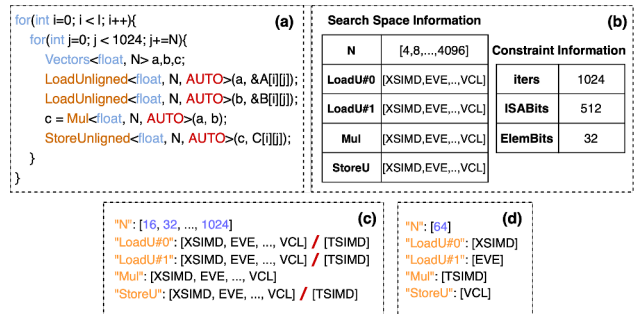 (a)
for(int i=0; i < I; i++){
for(int j=0; j < 1024; j+=N){
Vectors<float, N> a,b,c;
LoadUnligned<float, N, AUTO>(a, &A[i][j]);
LoadUnligned<float, N, AUTO>(b, &B[i][j]);
c = Mul<float, N, AUTO>(a, b);
StoreUnligned<float, N, AUTO>(c, C[i][j]);
}
}
Search Space Information
(b)
N [4,8,...,4096]
LoadU#0 [XSIMD,EVE,..,VCL]
LoadU#1 [XSIMD,EVE,..,VCL]
Mul [XSIMD,EVE,..,VCL]
StoreU [XSIMD,EVE,..,VCL]
Constraint Information
iters 1024
ISABits 512
ElemBits 32
(c)
"N": [16, 32, ..., 1024]
"LoadU#0": [XSIMD, EVE, ..., VCL] / [TSIMD]
"LoadU#1": [XSIMD, EVE, ..., VCL] / [TSIMD]
"Mul": [XSIMD, EVE, ..., VCL]
"StoreU": [XSIMD, EVE, ..., VCL] / [TSIMD]
(d)
"N": [64]
"LoadU#0": [XSIMD]
"LoadU#1": [EVE]
"Mul": [TSIMD]
"StoreU": [VCL]